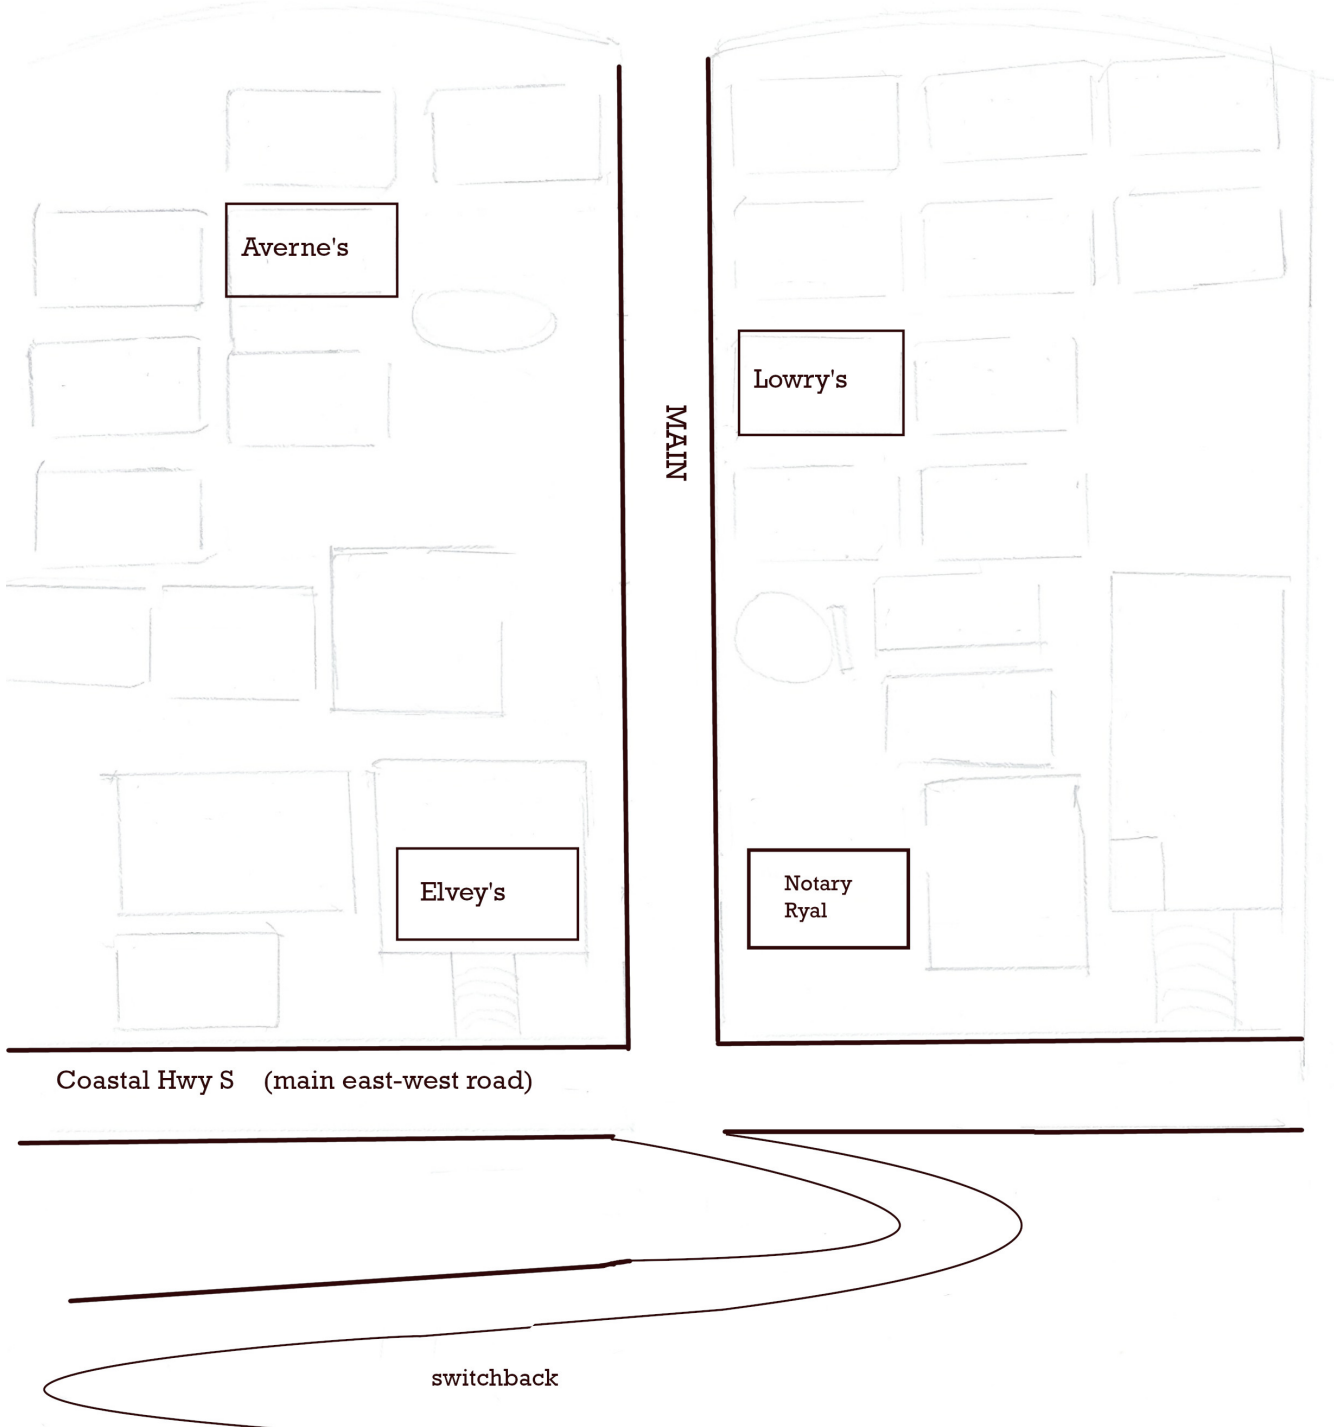 Averne's
Lowry's
MAIN
Elvey's
Notary
Ryal
Coastal Hwy S (main east-west road)
switchback